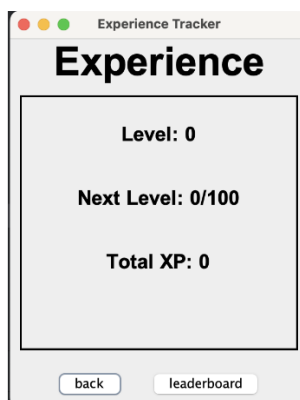 Experience Tracker
Experience
Level: 0
Next Level: 0/100
Total XP: 0
back leaderboard